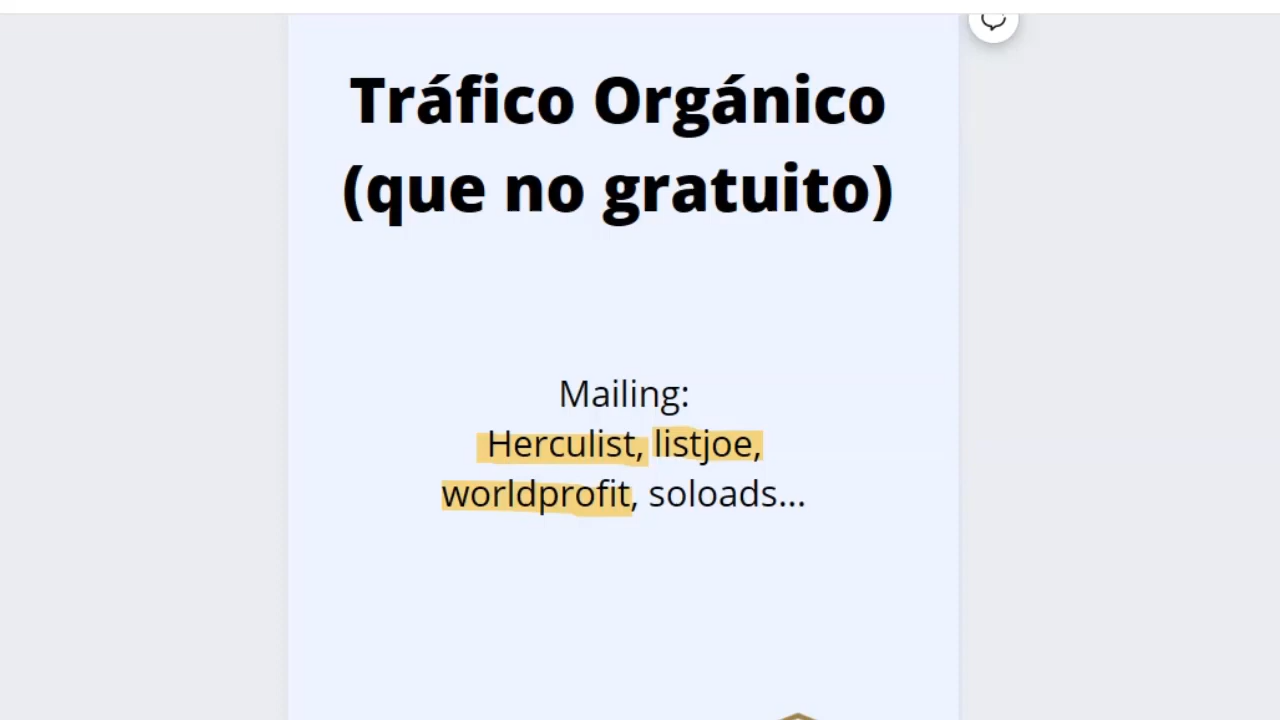 Tráfico Orgánico
(que no gratuito)
Mailing:
Herculist, listjoe,
worldprofit, soloads...